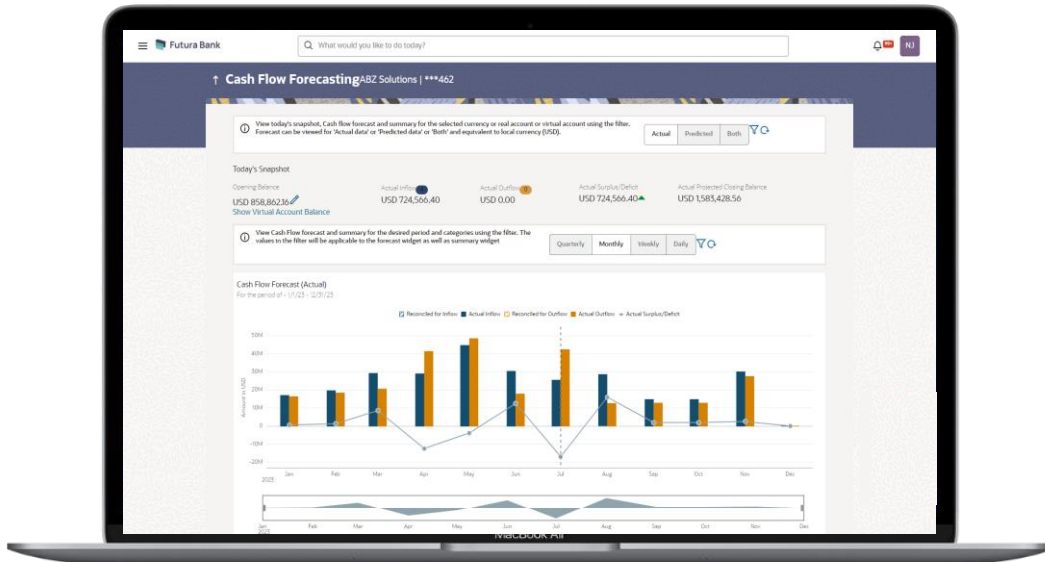 Futura Bank
What would you like to do today?
NJ
Cash Flow ForecastingABZ Solutions | ***462
View today's snapshot, Cash flow forecast and summary for the selected currency or real account or virtual account using the filter.
Forecast can be viewed for 'Actual data' or 'Predicted data' or 'Both' and equivalent to local currency (USD).
Actual Predicted Both
Today's Snapshot
Opening Balance Actual Inflow Actual Outflow Actual Surplus/Deficit Actual Projected Closing Balance
USD 858,862.16 USD 724,566.40 USD 0.00 USD 724,566.40 USD 1,583,428.56
Show Virtual Account Balance
View Cash Flow forecast and summary for the desired period and categories using the filter. The
values in the filter will be applicable to the forecast widget as well as summary widget
Quarterly Monthly Weekly Daily
Cash Flow Forecast (Actual)
For the period of - 1/1/23 - 12/31/23
Reconciled for Inflow Actual Inflow Reconciled for Outflow Actual Outflow Actual Surplus/Deficit
50M
40M
30M
20M
10M
0
-10M
-20M
Amount in USD
Jan Feb Mar Apr May Jun Jul Aug Sep Oct Nov Dec
2023
Jan Feb Mar Apr May Jun Jul Aug Sep Oct Nov Dec
2023
MacBook Air